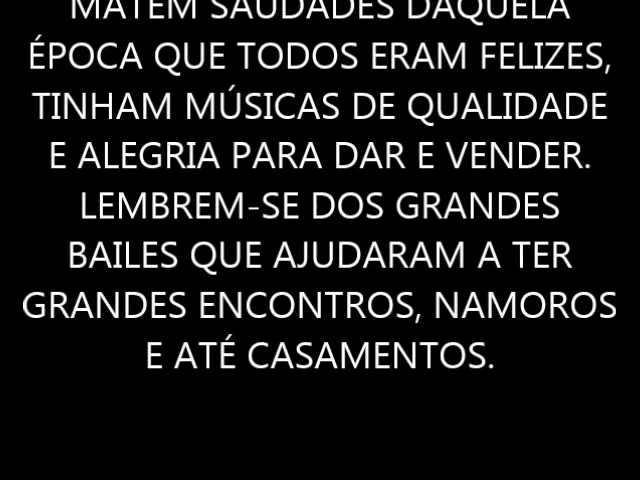 MATEM SAUDADES DAQUELA
ÉPOCA QUE TODOS ERAM FELIZES,
TINHAM MÚSICAS DE QUALIDADE
E ALEGRIA PARA DAR E VENDER.
LEMBREM-SE DOS GRANDES
BAILES QUE AJUDARAM A TER
GRANDES ENCONTROS, NAMOROS
E ATÉ CASAMENTOS.